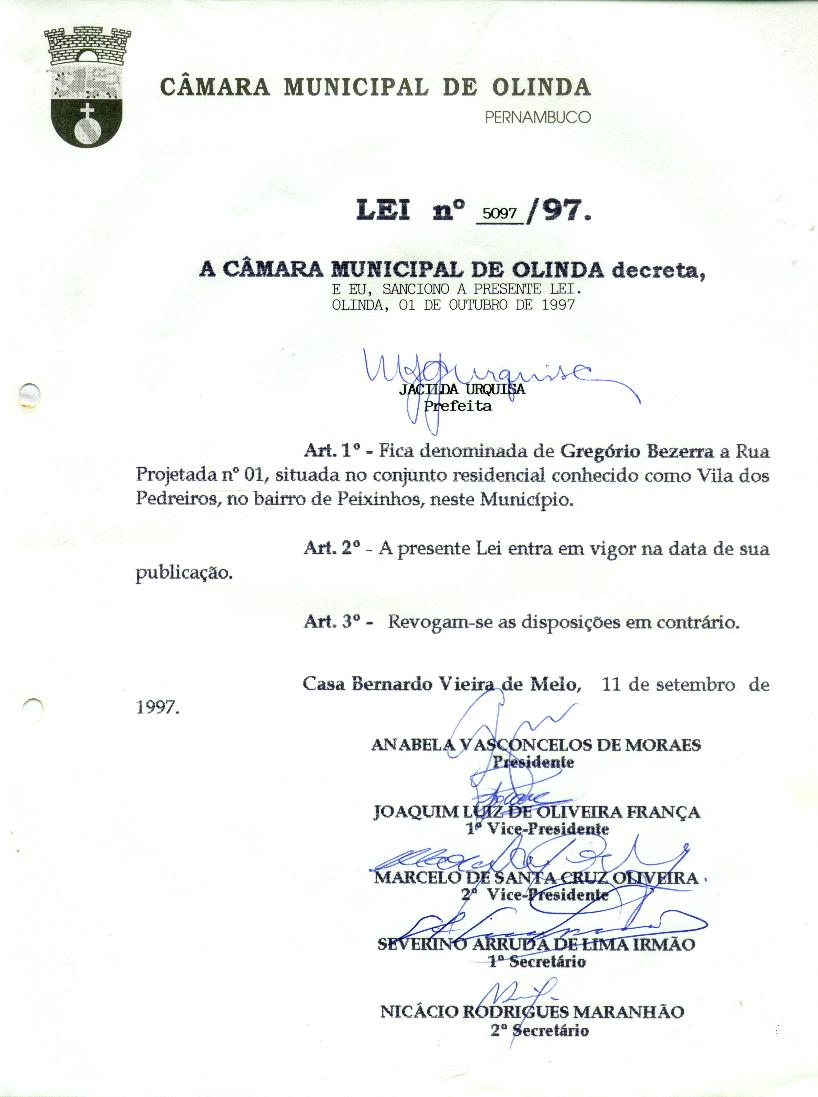 CÂMARA MUNICIPAL DE OLINDA
PERNAMBUCO
LEI nº 5097/97.
A CÂMARA MUNICIPAL DE OLINDA decreta,
E EU, SANCIONO A PRESENTE LEI.
OLINDA, 01 DE OUTUBRO DE 1997
JACILDA URQUISA
Prefeita
Art. 1º - Fica denominada de Gregório Bezerra a Rua
Projetada nº 01, situada no conjunto residencial conhecido como Vila dos
Pedreiros, no bairro de Peixinhos, neste Município.
Art. 2º - A presente Lei entra em vigor na data de sua
publicação.
Art. 3º - Revogam-se as disposições em contrário.
Casa Bernardo Vieira de Melo, 11 de setembro de
1997.
ANABELA VASCONCELOS DE MORAES
Presidente
JOAQUIM LUIZ DE OLIVEIRA FRANÇA
1º Vice-Presidente
MARCELO DE SANTA CRUZ OLIVEIRA
2º Vice-Presidente
SEVERINO ARRUDA DE LIMA IRMÃO
1º Secretário
NICÁCIO RODRIGUES MARANHÃO
2º Secretário